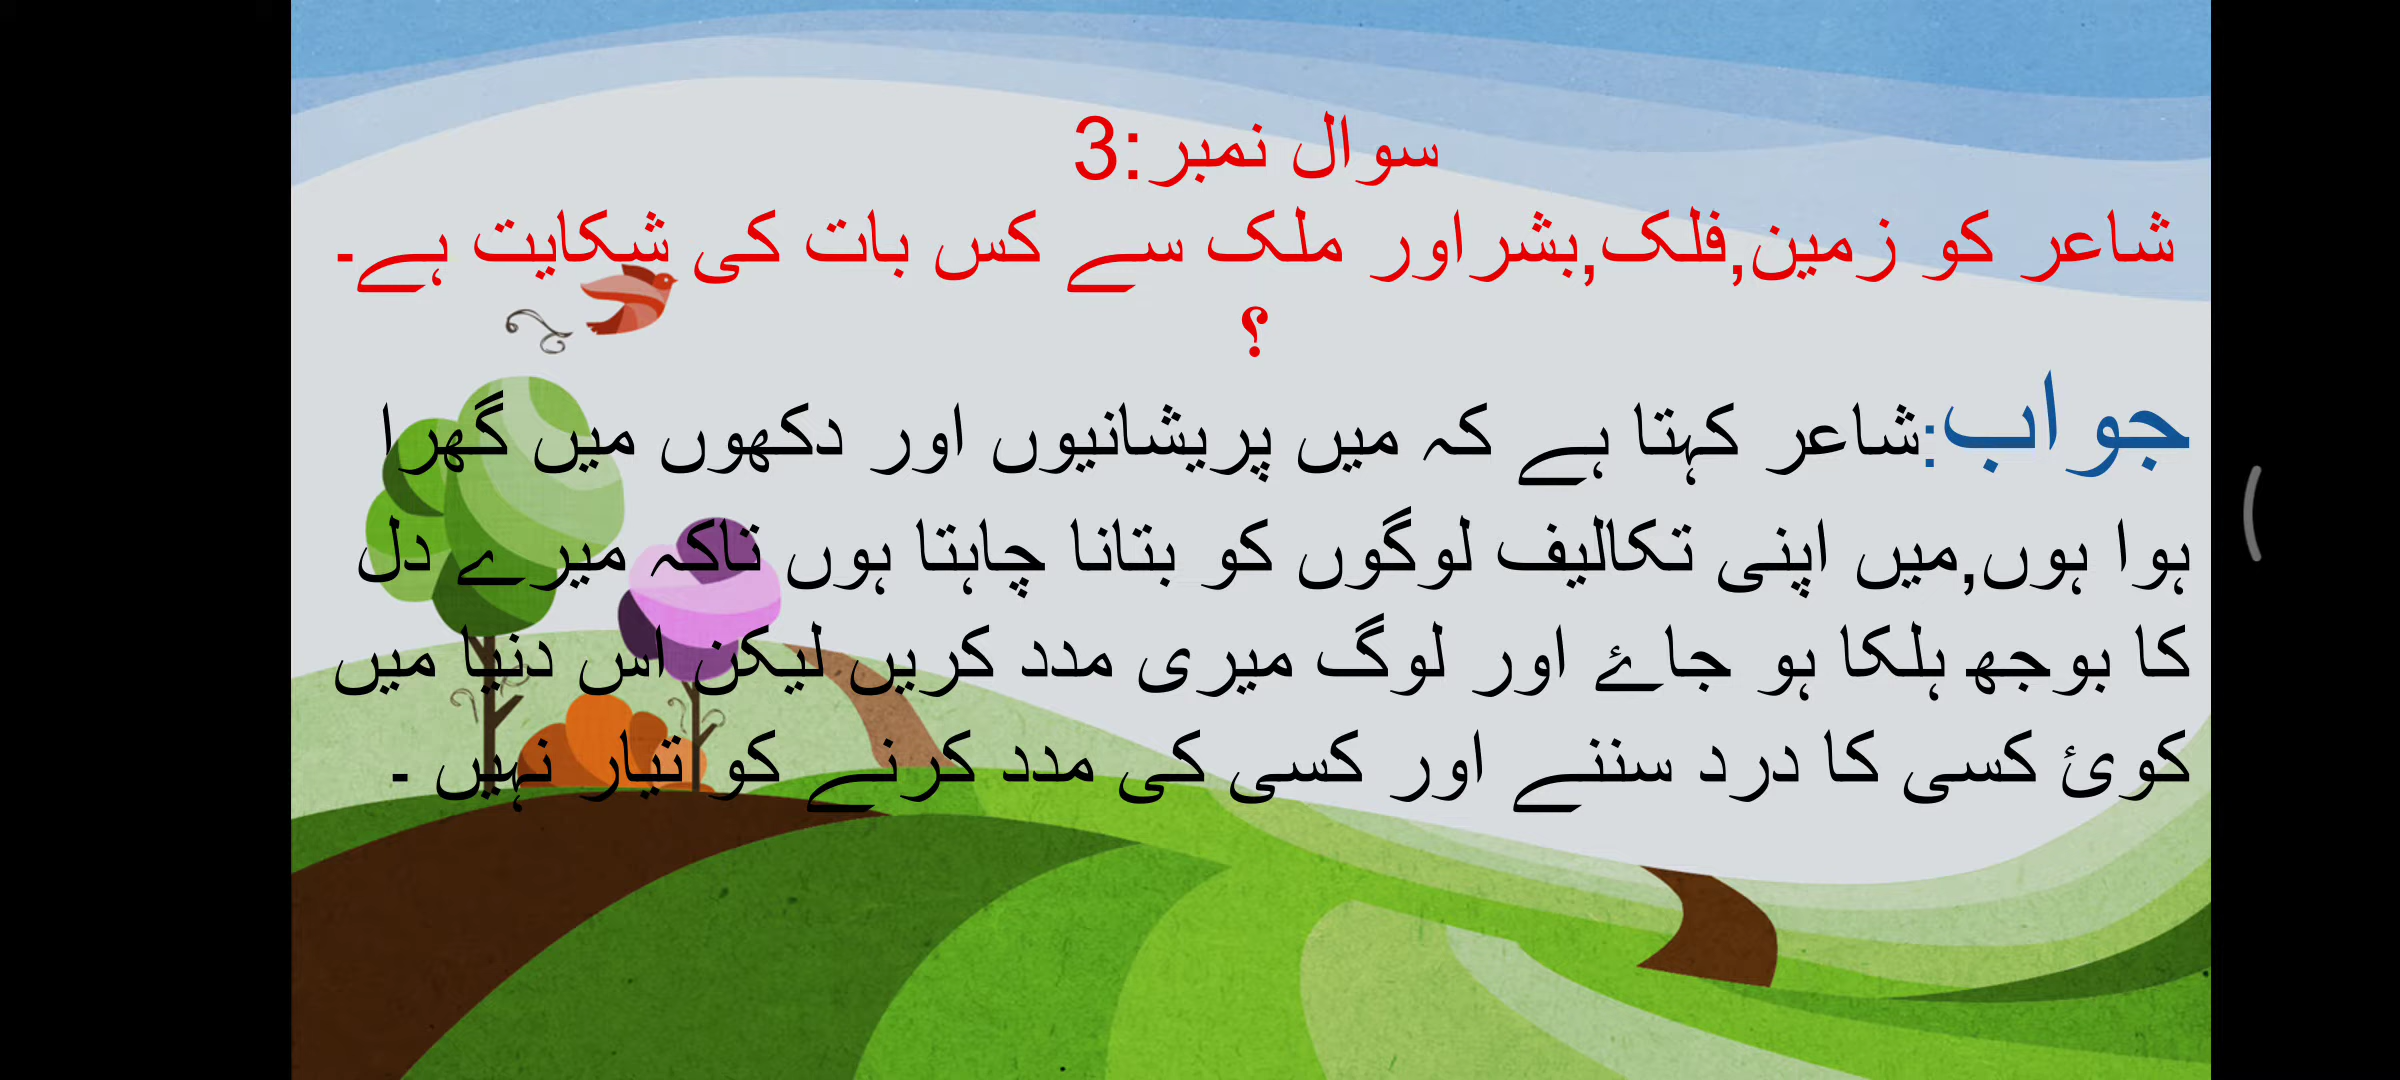 سوال نمبر:3
شاعر کو زمین,فلک,بشراور ملک سے کس بات کی شکایت ہے۔
؟
جواب:شاعر کہتا ہے کہ میں پریشانیوں اور دکھوں میں گھرا
ہوا ہوں,میں اپنی تکالیف لوگوں کو بتانا چاہتا ہوں ناکہ میرے دل
کا بوجھ ہلکا ہو جاۓ اور لوگ میری مدد کریں لیکن اس دنیا میں
کوئ کسی کا درد سننے اور کسی کی مدد کرنے کو تیار نہیں ۔